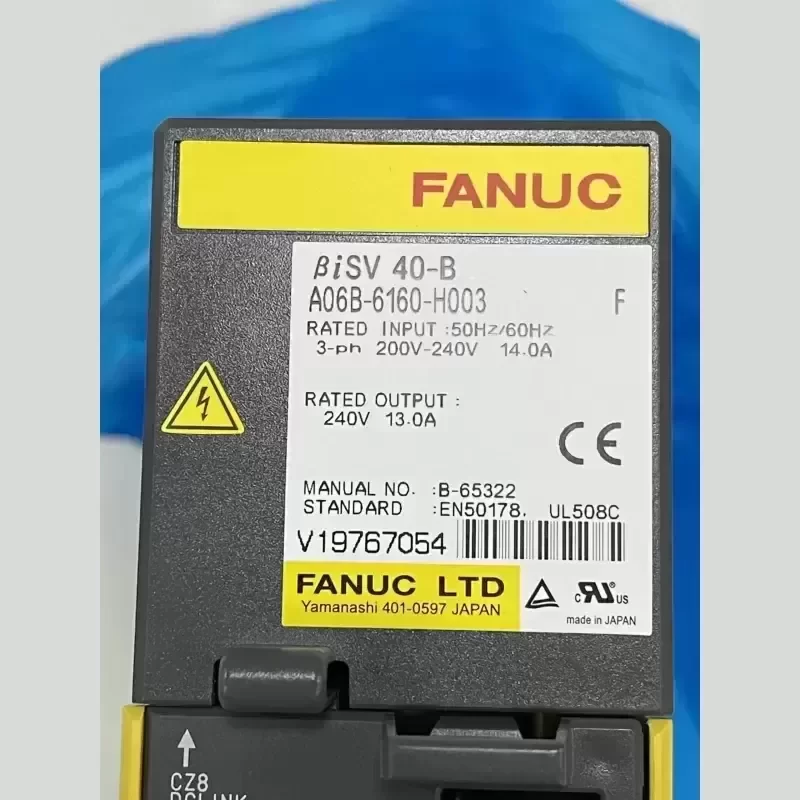 FANUC
βiSV 40-B
A06B-6160-H003 F
RATED INPUT :50Hz/60Hz
3-ph 200V-240V 14.0A
RATED OUTPUT :
240V 13.0A
CE
MANUAL NO. :B-65322
STANDARD :EN50178. UL508C
V19767054
FANUC LTD
Yamanashi 401-0597 JAPAN
c RU US
made in JAPAN
CZ8
DCLINK